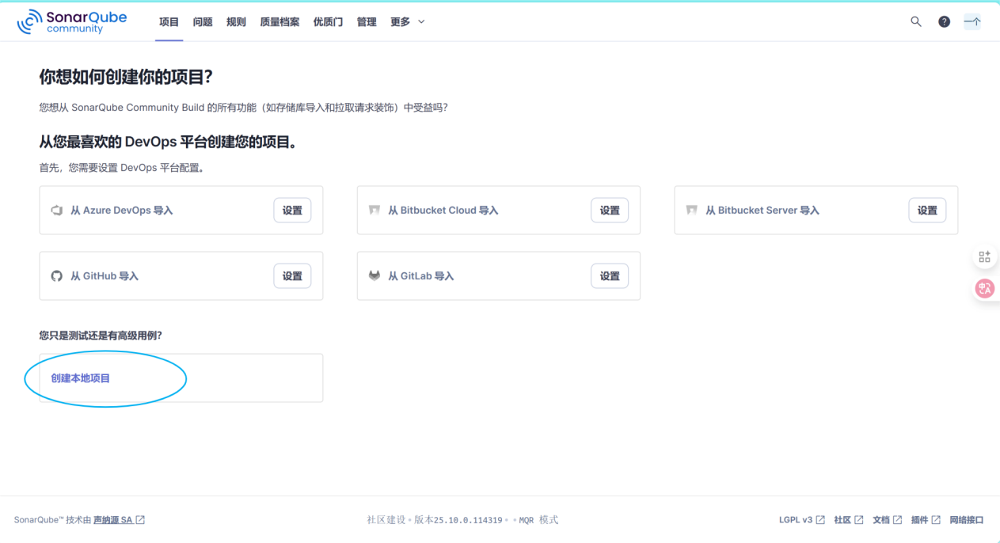 SonarQube
community
项目 问题 规则 质量档案 优质门 管理 更多
一个
你想如何创建你的项目？
您想从 SonarQube Community Build 的所有功能（如存储库导入和拉取请求装饰）中受益吗？
从您最喜欢的 DevOps 平台创建您的项目。
首先，您需要设置 DevOps 平台配置。
从 Azure DevOps 导入 设置
从 Bitbucket Cloud 导入 设置
从 Bitbucket Server 导入 设置
从 GitHub 导入 设置
从 GitLab 导入 设置
您只是测试还是有高级用例？
创建本地项目
SonarQube™ 技术由 声纳源 SA
社区建设 • 版本25.10.0.114319 • • MQR 模式
LGPL v3 社区 文档 插件 网络接口